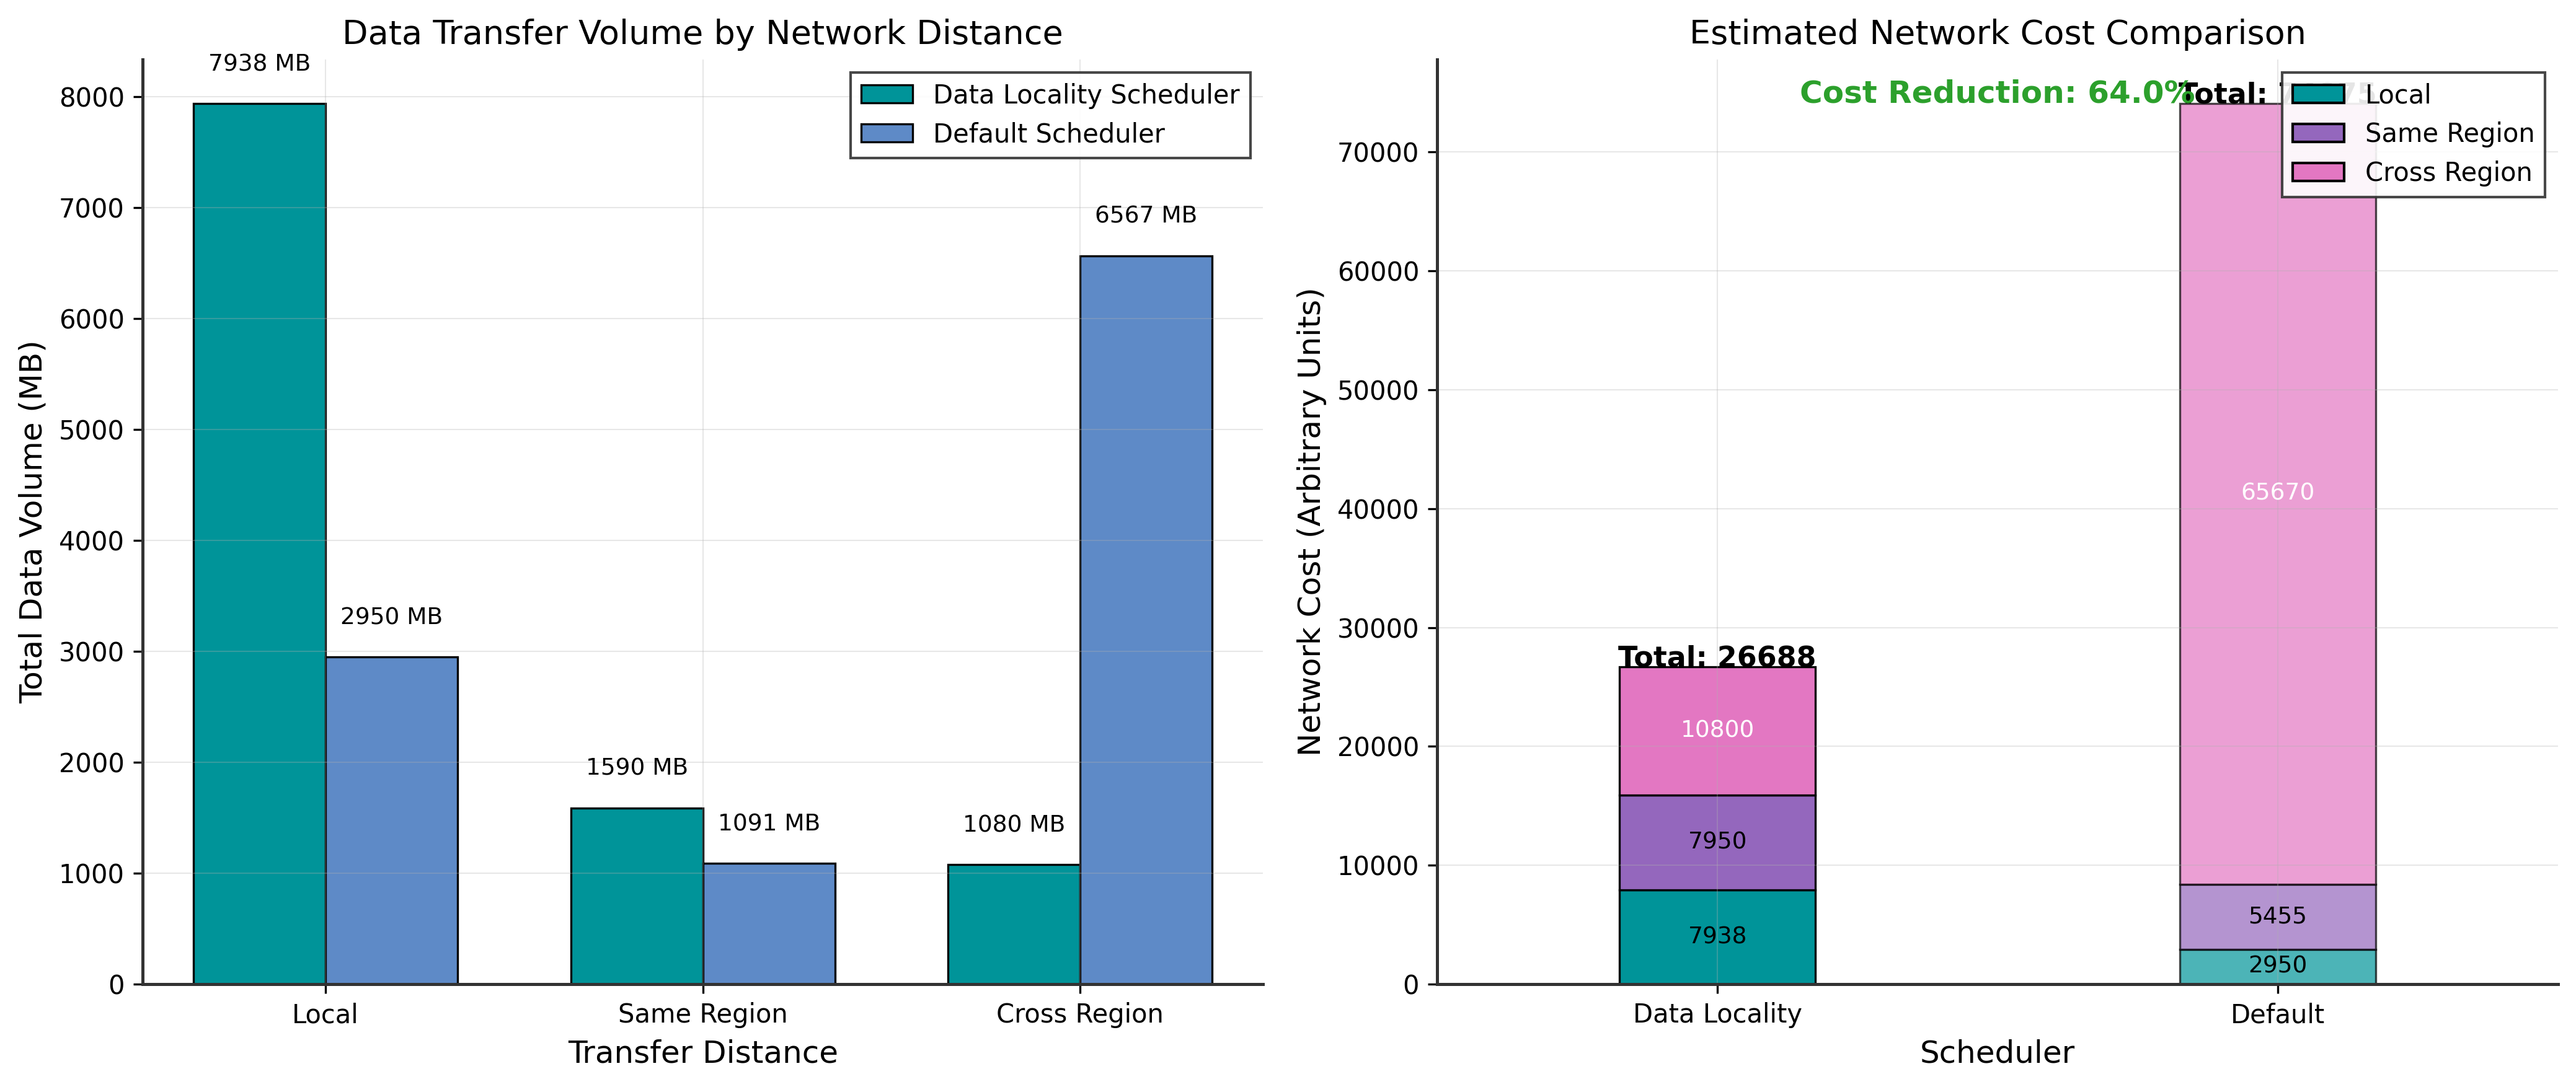 Data Transfer Volume by Network Distance
7938 MB
Data Locality Scheduler
Default Scheduler
8000
7000
6000
5000
4000
3000
2000
1000
0
Total Data Volume (MB)
2950 MB
1590 MB
1091 MB
1080 MB
6567 MB
Local
Same Region
Cross Region
Transfer Distance
Estimated Network Cost Comparison
Cost Reduction: 64.0%
Total:
Local
Same Region
Cross Region
70000
60000
50000
40000
30000
20000
10000
0
Network Cost (Arbitrary Units)
Total: 26688
10800
7950
7938
65670
5455
2950
Data Locality
Default
Scheduler